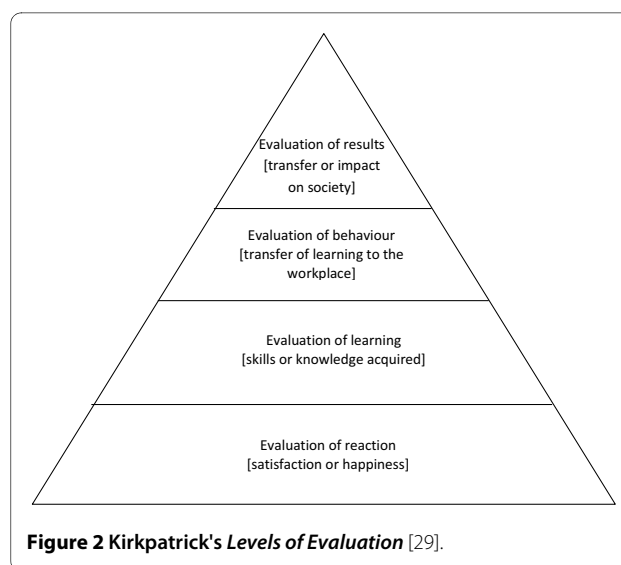 Evaluation of results
[transfer or impact
on society]
Evaluation of behaviour
[transfer of learning to the
workplace]
Evaluation of learning
[skills or knowledge acquired]
Evaluation of reaction
[satisfaction or happiness]
Figure 2 Kirkpatrick's Levels of Evaluation [29].